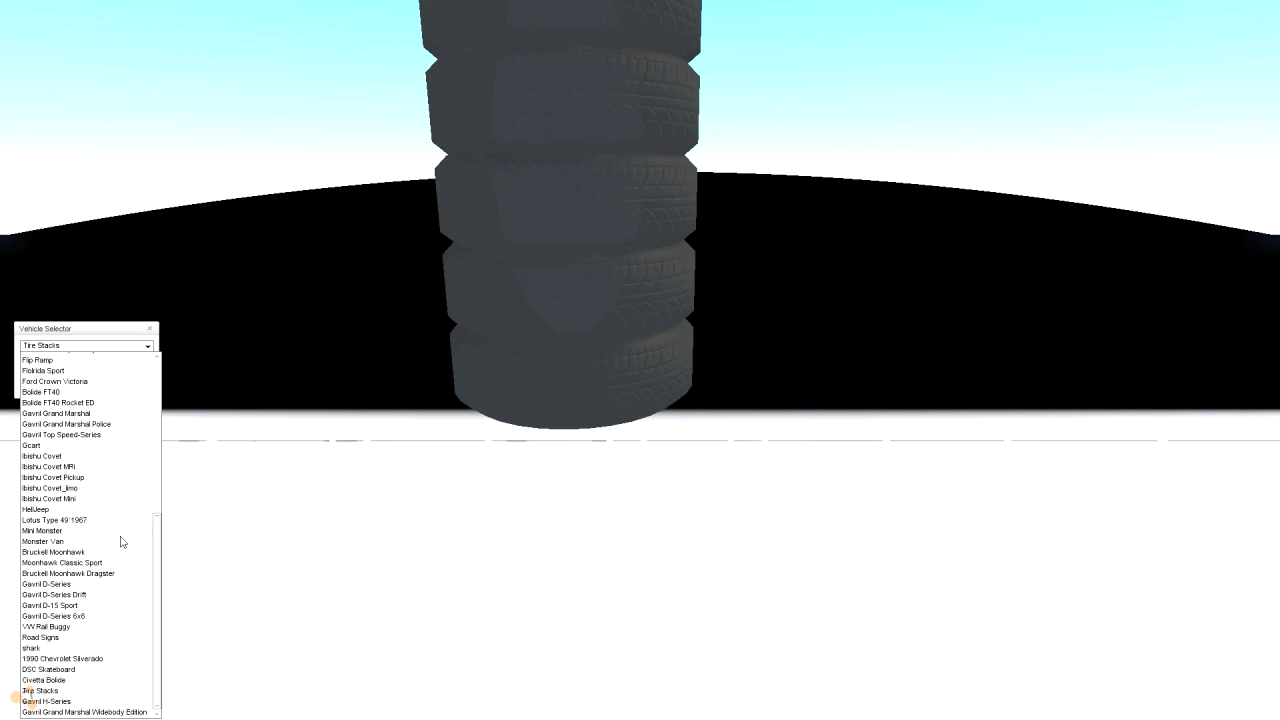 Vehicle Selector
Tire Stacks
Flip Ramp
Flolrida Sport
Ford Crown Victoria
Bolide FT40
Bolide FT40 Rocket ED
Gavril Grand Marshal
Gavril Grand Marshal Police
Gavril Top Speed-Series
Gcart
Ibishu Covet
Ibishu Covet MRi
Ibishu Covet Pickup
Ibishu Covet_limo
Ibishu Covet Mini
HellJeep
Lotus Type 49'1967
Mini Monster
Monster Van
Bruckell Moonhawk
Moonhawk Classic Sport
Bruckell Moonhawk Dragster
Gavril D-Series
Gavril D-Series Drift
Gavril D-15 Sport
Gavril D-Series 6x6
VW Rail Buggy
Road Signs
shark
1990 Chevrolet Silverado
DSC Skateboard
Civetta Bolide
Tire Stacks
Gavril H-Series
Gavril Grand Marshal Widebody Edition